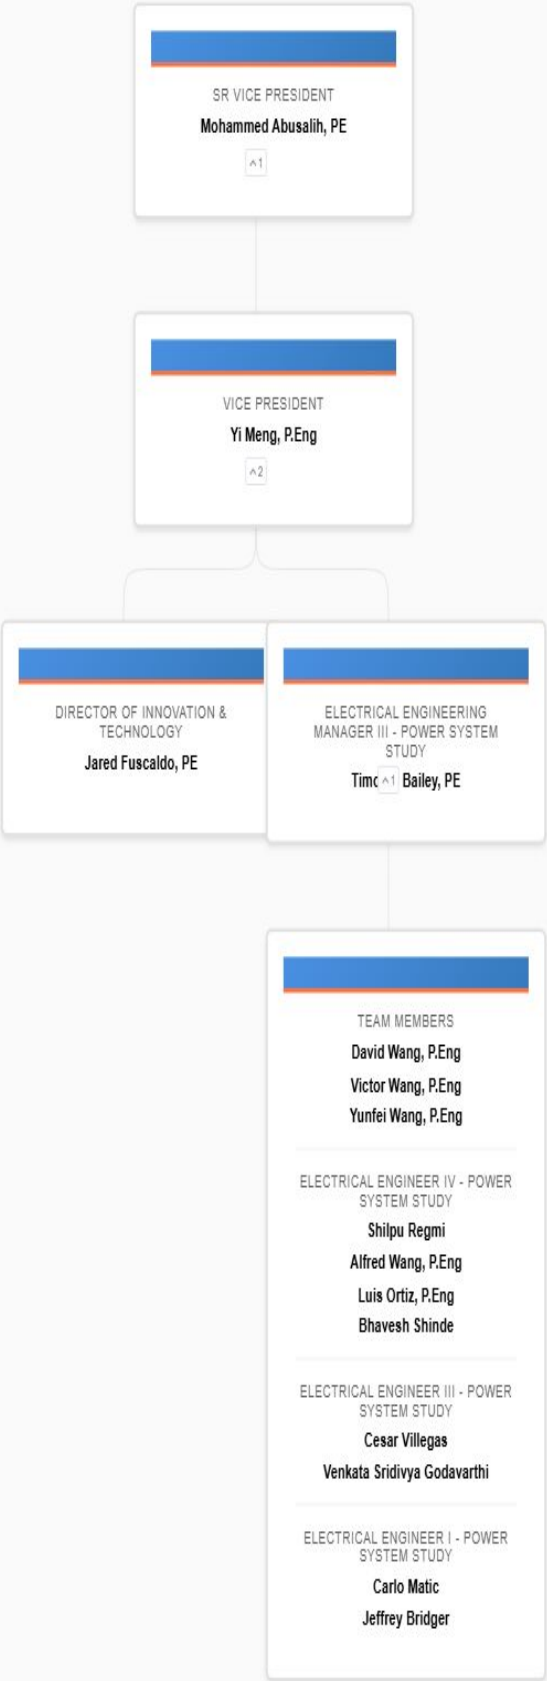 SR VICE PRESIDENT
Mohammed Abusalih, PE
^1
VICE PRESIDENT
Yi Meng, P.Eng
^2
DIRECTOR OF INNOVATION &
TECHNOLOGY
Jared Fuscaldo, PE
ELECTRICAL ENGINEERING
MANAGER III - POWER SYSTEM
STUDY
^1 Bailey, PE
TEAM MEMBERS
David Wang, P.Eng
Victor Wang, P.Eng
Yunfei Wang, P.Eng
ELECTRICAL ENGINEER IV - POWER
SYSTEM STUDY
Shilpu Regmi
Alfred Wang, P.Eng
Luis Ortiz, P.Eng
Bhavesh Shinde
ELECTRICAL ENGINEER III - POWER
SYSTEM STUDY
Cesar Villegas
Venkata Sridivya Godavarthi
ELECTRICAL ENGINEER I - POWER
SYSTEM STUDY
Carlo Matic
Jeffrey Bridger